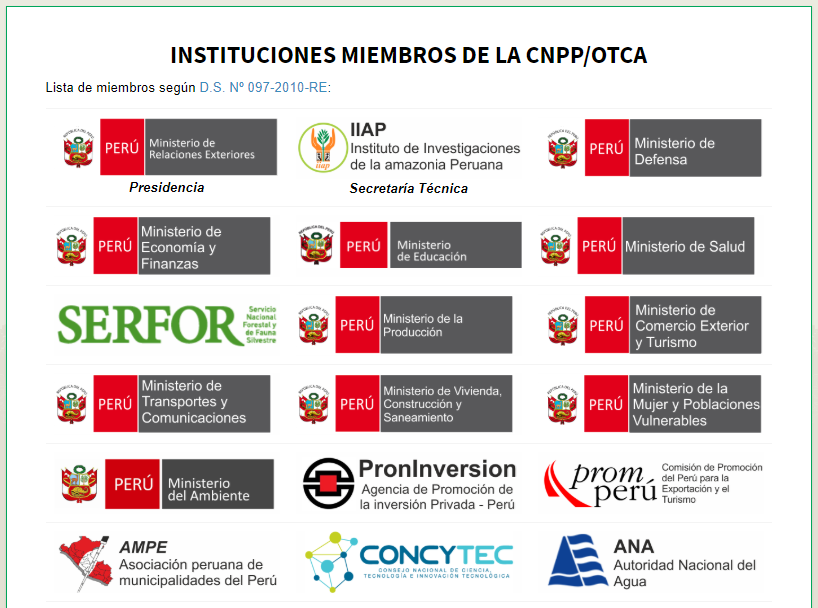 INSTITUCIONES MIEMBROS DE LA CNPP/OTCA
Lista de miembros según D.S. Nº 097-2010-RE:
PERÚ
Ministerio de
Relaciones Exteriores
Presidencia
iiap
IIAP
Instituto de Investigaciones
de la amazonia Peruana
Secretaría Técnica
PERÚ
Ministerio de
Defensa
PERÚ
Ministerio de
Economía y
Finanzas
PERÚ
Ministerio
de Educación
PERÚ
Ministerio de Salud
SERFOR
Servicio
Nacional
Forestal y
de Fauna
Silvestre
PERÚ
Ministerio de la
Producción
PERÚ
Ministerio de
Comercio Exterior
y Turismo
PERÚ
Ministerio de
Transportes y
Comunicaciones
PERÚ
Ministerio de Vivienda,
Construcción y
Saneamiento
PERÚ
Ministerio de la
Mujer y Poblaciones
Vulnerables
PERÚ
Ministerio
del Ambiente
PronInversion
Agencia de Promoción de
la inversión Privada - Perú
prom
perú
Comisión de Promoción
del Perú para la
Exportación y el
Turismo
AMPE
Asociación peruana de
municipalidades del Perú
CONCYTEC
CONSEJO NACIONAL DE CIENCIA,
TECNOLOGÍA E INNOVACIÓN TECNOLÓGICA
ANA
Autoridad Nacional del
Agua